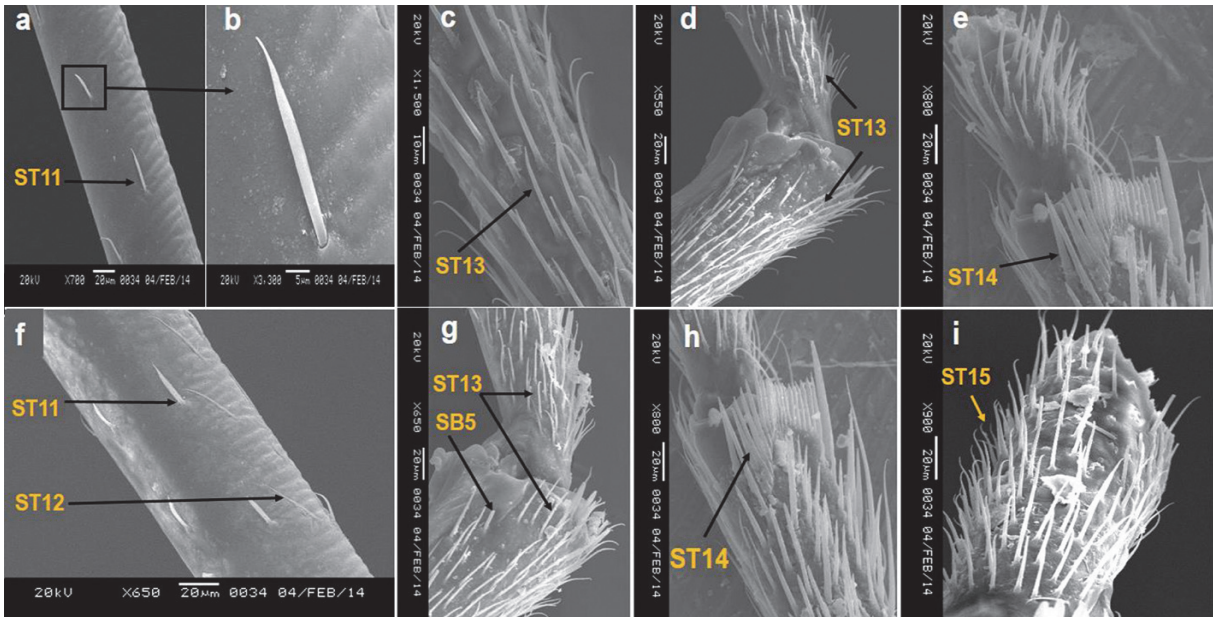 a
ST11
20kV X700 20µm 0034 04/FEB/14
b
20kV X3,300 5µm 0034 04/FEB/14
c
ST13
20kV X1,500 10µm 0034 04/FEB/14
d
ST13
20kV X550 20µm 0034 04/FEB/14
e
ST14
20kV X800 20µm 0034 04/FEB/14
f
ST11
ST12
20kV X650 20µm 0034 04/FEB/14
g
ST13
SB5
20kV X650 20µm 0034 04/FEB/14
h
ST14
20kV X800 20µm 0034 04/FEB/14
i
ST15
20kV X900 20µm 0034 04/FEB/14